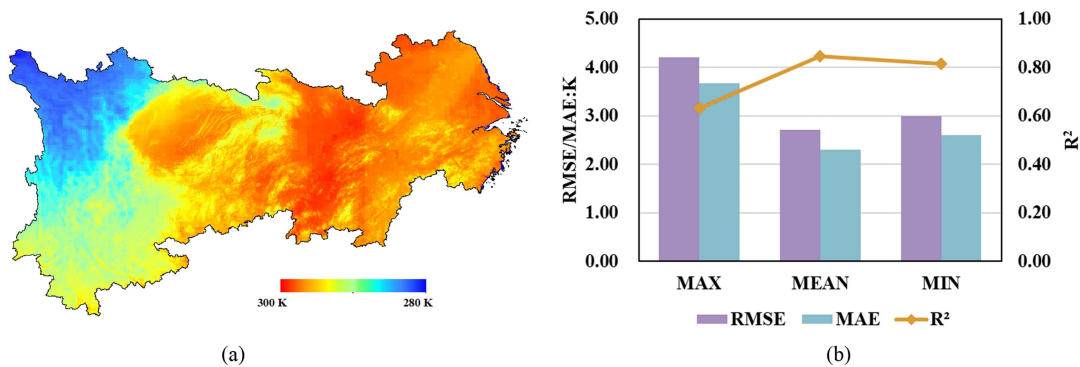 300 K 280 K
(a)
RMSE/MAE:K
5.00
4.00
3.00
2.00
1.00
0.00
1.00
0.80
0.60
0.40
0.20
0.00
R²
MAX MEAN MIN
RMSE MAE R²
(b)